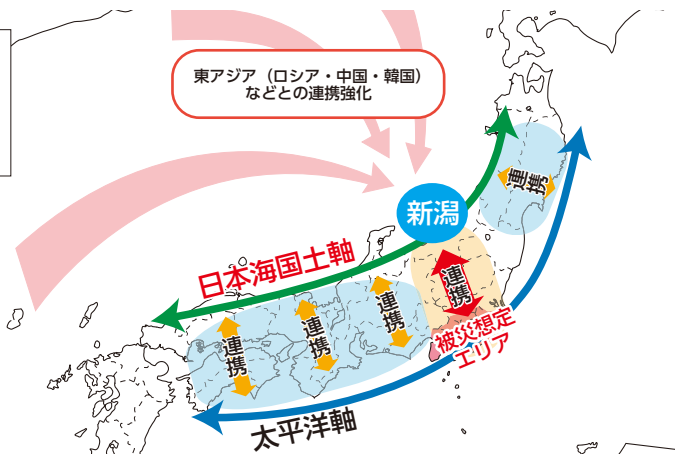 東アジア（ロシア・中国・韓国）
などとの連携強化
連携
新潟
日本海国土軸
連携
連携
連携
連携
被災想定
エリア
太平洋軸